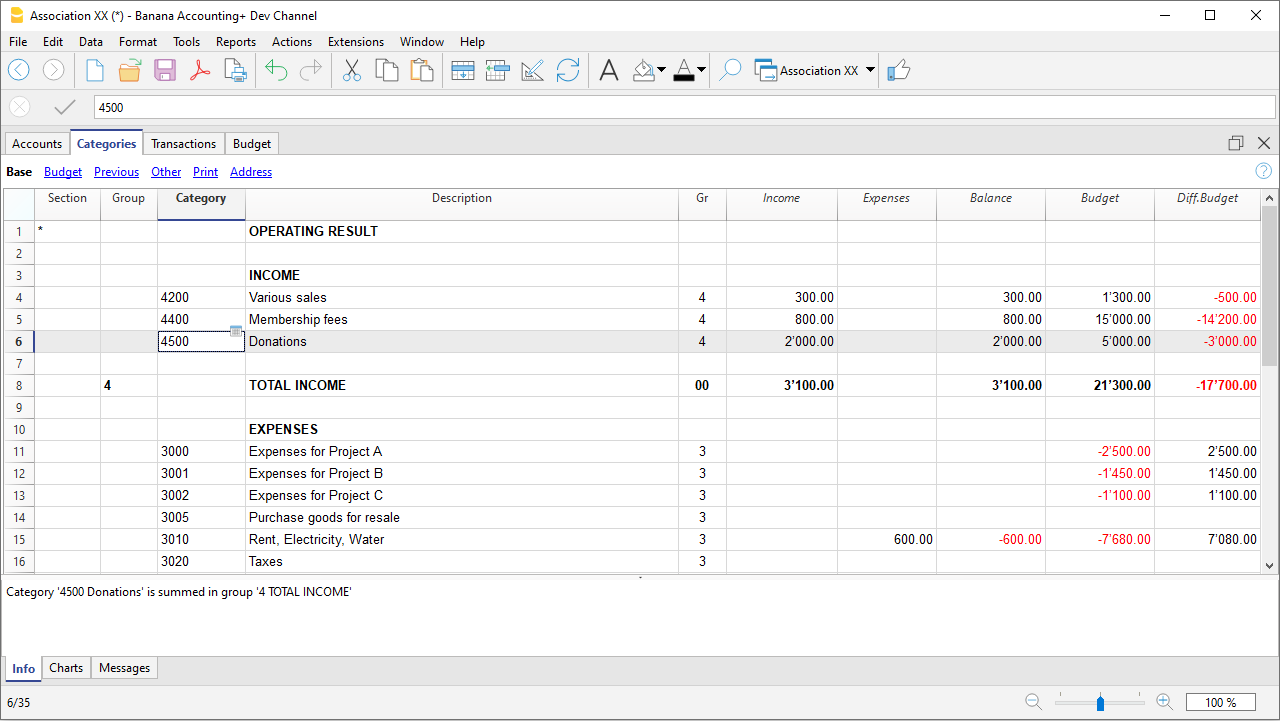 Association XX (*) - Banana Accounting+ Dev Channel
File Edit Data Format Tools Reports Actions Extensions Window Help
Association XX
4500
Accounts Categories Transactions Budget
Base Budget Previous Other Print Address
Section Group Category Description Gr Income Expenses Balance Budget Diff.Budget
1 * OPERATING RESULT
2
3 INCOME
4 4200 Various sales 4 300.00 300.00 1'300.00 -500.00
5 4400 Membership fees 4 800.00 800.00 15'000.00 -14'200.00
6 4500 Donations 4 2'000.00 2'000.00 5'000.00 -3'000.00
7
8 4 TOTAL INCOME 00 3'100.00 3'100.00 21'300.00 -17'700.00
9
10 EXPENSES
11 3000 Expenses for Project A 3 -2'500.00 2'500.00
12 3001 Expenses for Project B 3 -1'450.00 1'450.00
13 3002 Expenses for Project C 3 -1'100.00 1'100.00
14 3005 Purchase goods for resale 3
15 3010 Rent, Electricity, Water 3 600.00 -600.00 -7'680.00 7'080.00
16 3020 Taxes 3
Category '4500 Donations' is summed in group '4 TOTAL INCOME'
Info Charts Messages
6/35 100 %